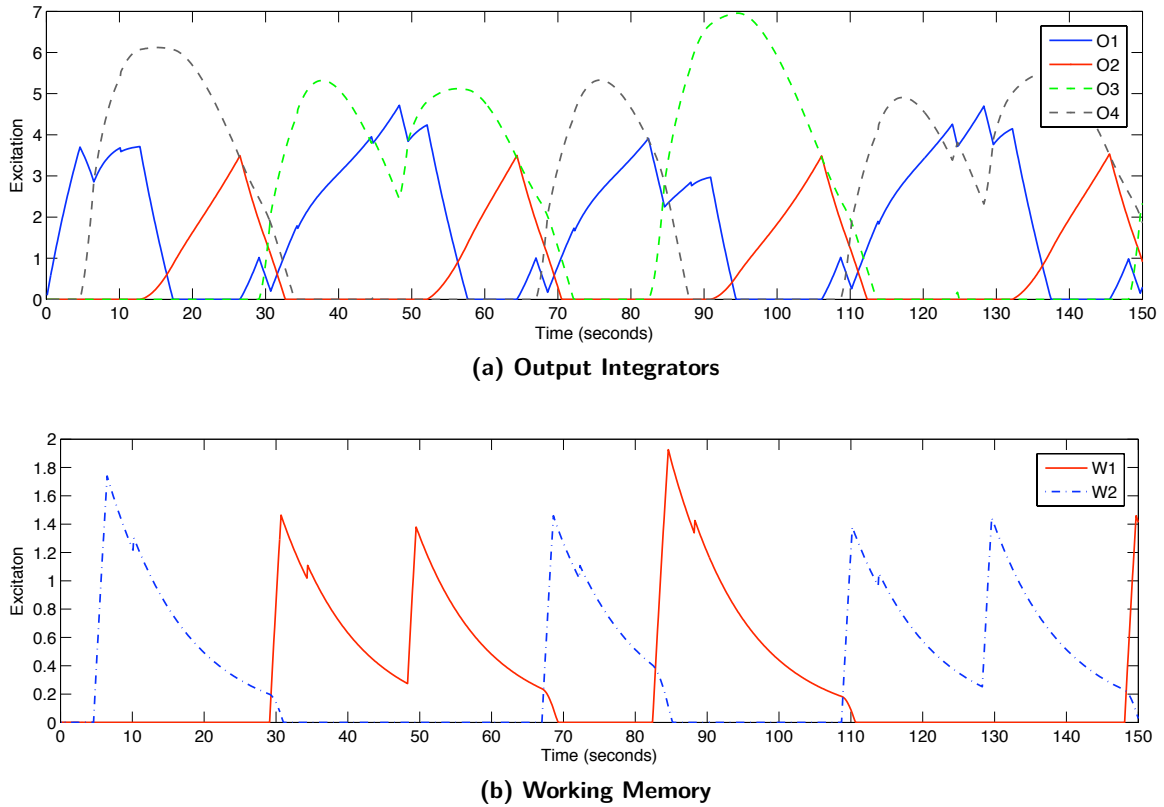 7
6
5
4
3
2
1
0
Excitation
O1
O2
O3
O4
0 10 20 30 40 50 60 70 80 90 100 110 120 130 140 150
Time (seconds)
(a) Output Integrators
2
1.8
1.6
1.4
1.2
1
0.8
0.6
0.4
0.2
0
Excitaton
W1
W2
0 10 20 30 40 50 60 70 80 90 100 110 120 130 140 150
Time (seconds)
(b) Working Memory